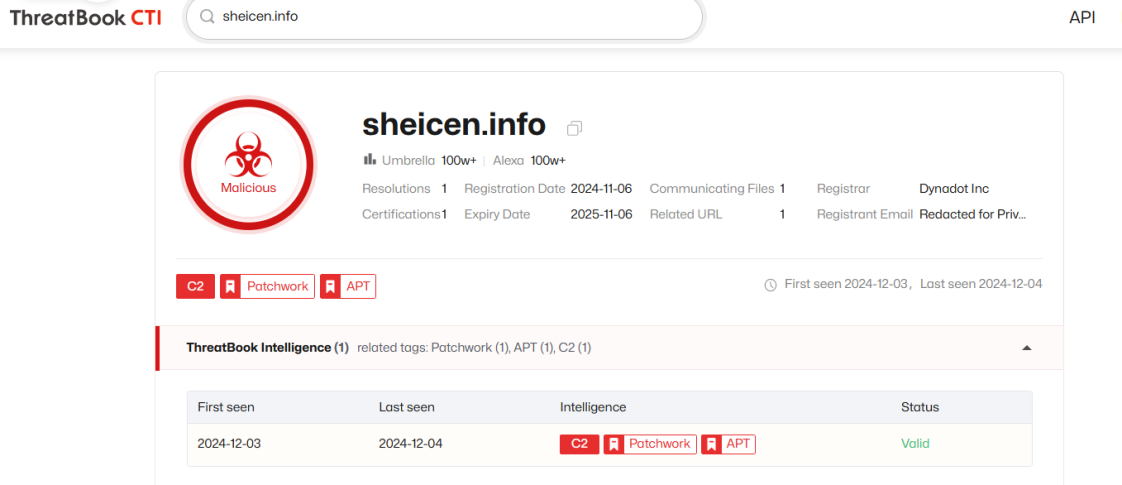 ThreatBook CTI sheicen.info API
Malicious
sheicen.info
Umbrella 100w+ | Alexa 100w+
Resolutions 1 Registration Date 2024-11-06 Communicating Files 1 Registrar Dynadot Inc
Certifications1 Expiry Date 2025-11-06 Related URL 1 Registrant Email Redacted for Priv...
C2 Patchwork APT First seen 2024-12-03, Last seen 2024-12-04
ThreatBook Intelligence (1) related tags: Patchwork (1), APT (1), C2 (1)
First seen Last seen Intelligence Status
2024-12-03 2024-12-04 C2 Patchwork APT Valid